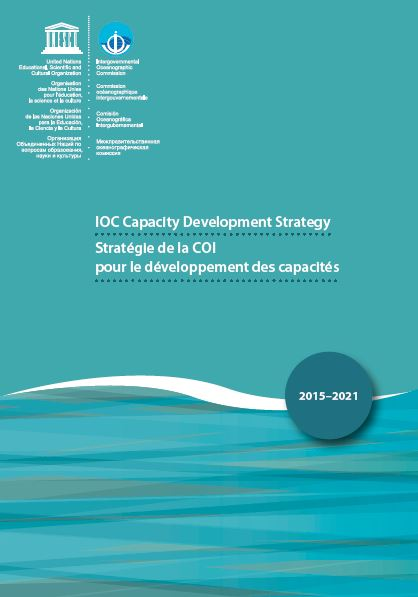 UNESCO
United Nations
Educational, Scientific and
Cultural Organization
Organisation
des Nations Unies
pour l'éducation,
la science et la culture
Organización
de las Naciones Unidas
para la Educación,
la Ciencia y la Cultura
Организация
Объединенных Наций по
вопросам образования,
науки и культуры
Intergovernmental
Oceanographic
Commission
Commission
océanographique
intergouvernementale
Comisión
Oceanográfica
Intergubernamental
Межправительственная
океанографическая
комиссия
IOC Capacity Development Strategy
Stratégie de la COI
pour le développement des capacités
2015–2021